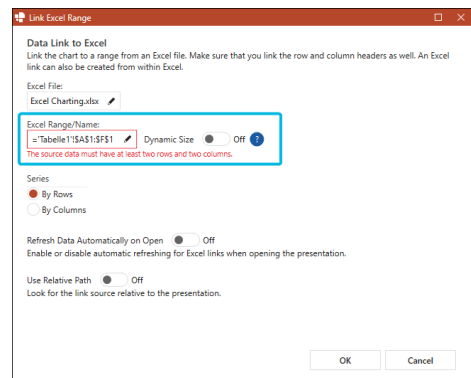 Link Excel Range
Data Link to Excel
Link the chart to a range from an Excel file. Make sure that you link the row and column headers as well. An Excel
link can also be created from within Excel.
Excel File:
Excel Charting.xlsx
Excel Range/Name:
='Tabelle1'!$A$1:$F$1 Dynamic Size Off ?
The source data must have at least two rows and two columns.
Series
By Rows
By Columns
Refresh Data Automatically on Open Off
Enable or disable automatic refreshing for Excel links when opening the presentation.
Use Relative Path Off
Look for the link source relative to the presentation.
OK Cancel